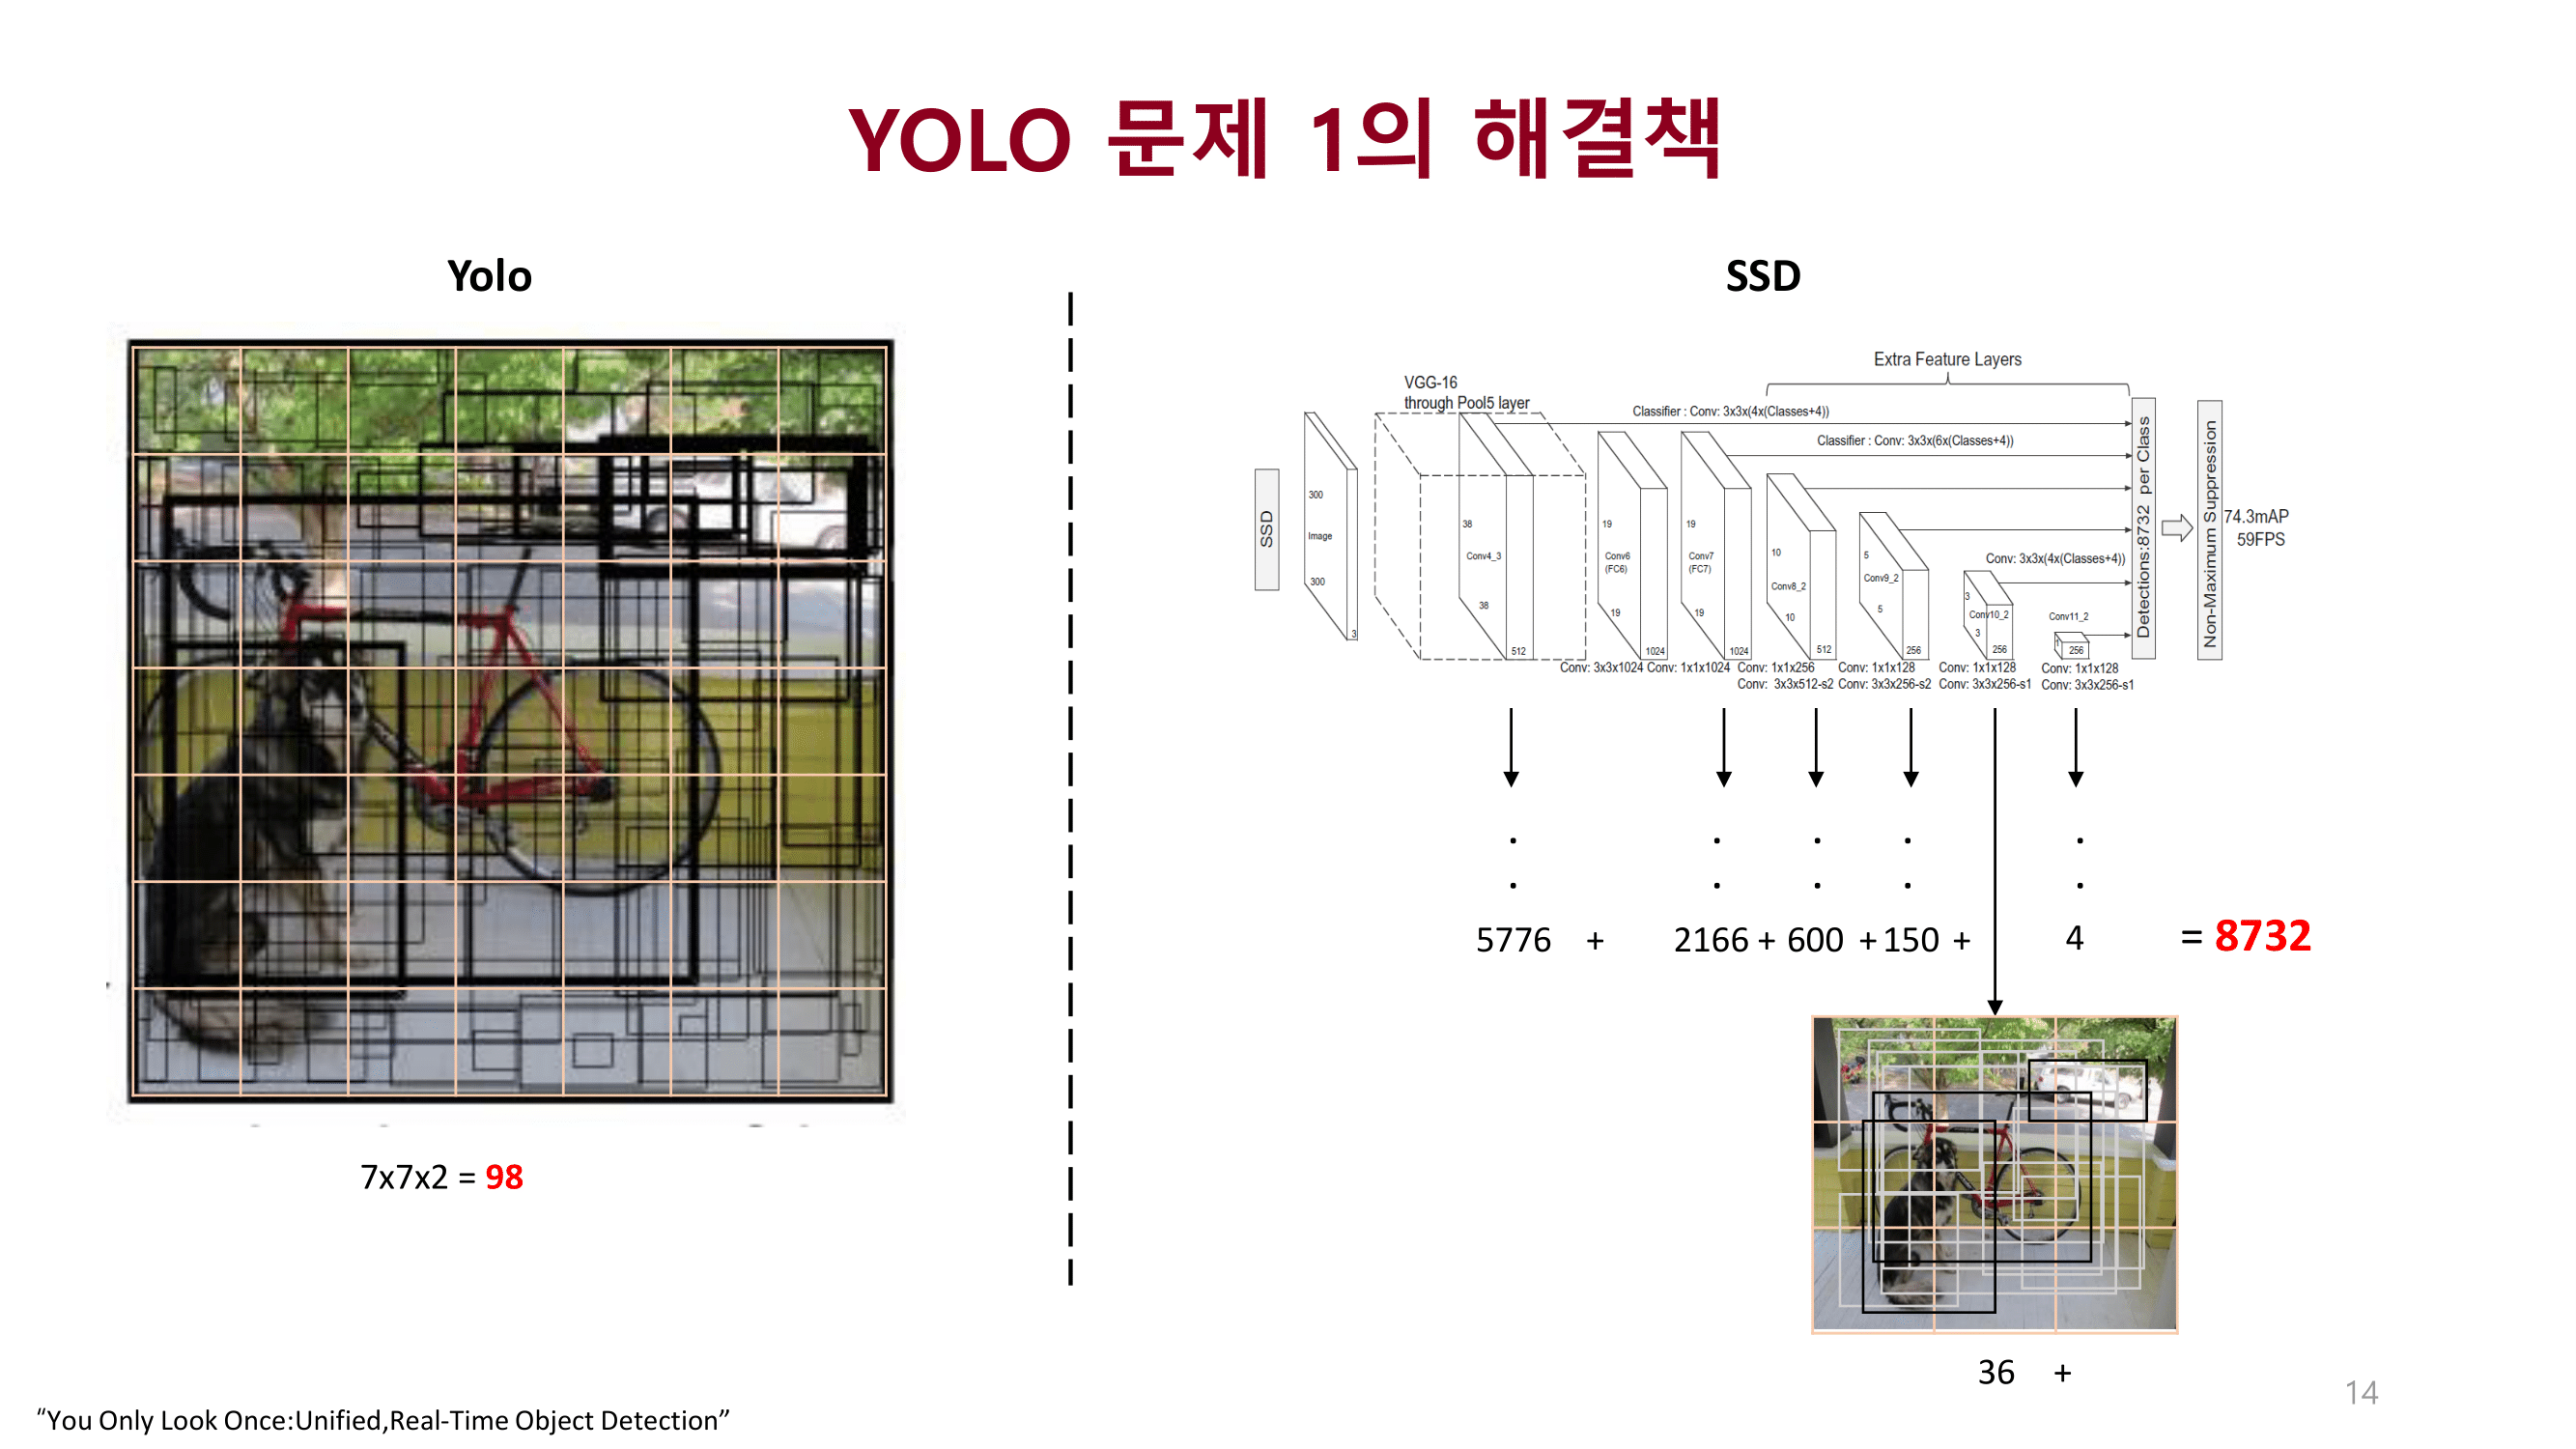 YOLO 문제 1의 해결책
Yolo
7x7x2 = 98
SSD
Extra Feature Layers
VGG-16
through Pool5 layer
Classifier : Conv: 3x3x(4x(Classes+4))
Classifier : Conv: 3x3x(6x(Classes+4))
Conv: 3x3x(4x(Classes+4))
SSD
300
Image
300
3
38
Conv4_3
38
512
19
Conv6
(FC6)
19
1024
19
Conv7
(FC7)
19
1024
10
Conv8_2
10
512
5
Conv9_2
5
256
3
Conv10_2
3
256
Conv11_2
1
256
Detections:8732 per Class
Non-Maximum Suppression
74.3mAP
59FPS
Conv: 3x3x1024 Conv: 1x1x1024 Conv: 1x1x256 Conv: 1x1x128 Conv: 1x1x128 Conv: 1x1x128
Conv: 3x3x512-s2 Conv: 3x3x256-s2 Conv: 3x3x256-s1 Conv: 3x3x256-s1
5776 + 2166 + 600 + 150 + 4 = 8732
36 +
14
“You Only Look Once:Unified,Real-Time Object Detection”